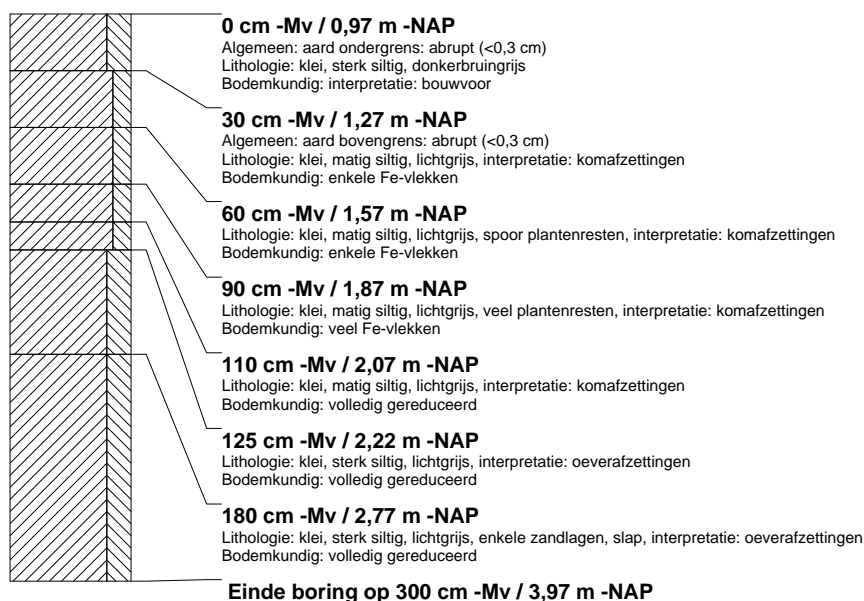 0 cm -Mv / 0,97 m -NAP
Algemeen: aard ondergrens: abrupt (<0,3 cm)
Lithologie: klei, sterk siltig, donkerbruingrijs
Bodemkundig: interpretatie: bouwvoor
30 cm -Mv / 1,27 m -NAP
Algemeen: aard bovengrens: abrupt (<0,3 cm)
Lithologie: klei, matig siltig, lichtgrijs, interpretatie: komafzettingen
Bodemkundig: enkele Fe-vlekken
60 cm -Mv / 1,57 m -NAP
Lithologie: klei, matig siltig, lichtgrijs, spoor plantenresten, interpretatie: komafzettingen
Bodemkundig: enkele Fe-vlekken
90 cm -Mv / 1,87 m -NAP
Lithologie: klei, matig siltig, lichtgrijs, veel plantenresten, interpretatie: komafzettingen
Bodemkundig: veel Fe-vlekken
110 cm -Mv / 2,07 m -NAP
Lithologie: klei, matig siltig, lichtgrijs, interpretatie: komafzettingen
Bodemkundig: volledig gereduceerd
125 cm -Mv / 2,22 m -NAP
Lithologie: klei, sterk siltig, lichtgrijs, interpretatie: oeverafzettingen
Bodemkundig: volledig gereduceerd
180 cm -Mv / 2,77 m -NAP
Lithologie: klei, sterk siltig, lichtgrijs, enkele zandlagen, slap, interpretatie: oeverafzettingen
Bodemkundig: volledig gereduceerd
Einde boring op 300 cm -Mv / 3,97 m -NAP